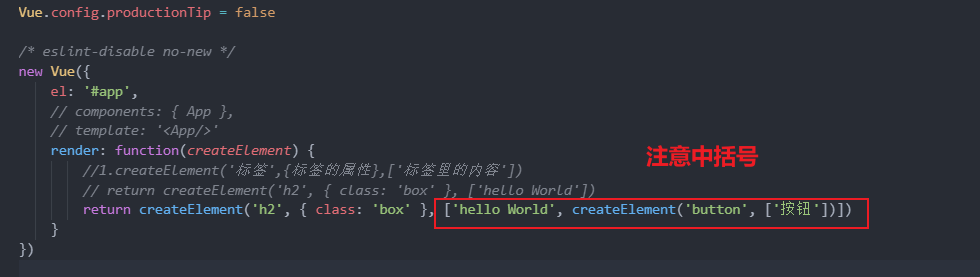 Vue.config.productionTip = false
/* eslint-disable no-new */
new Vue({
el: '#app',
// components: { App },
// template: '<App/>'
render: function(createElement) {
注意中括号
//1.createElement('标签',{标签的属性},['标签里的内容'])
// return createElement('h2', { class: 'box' }, ['hello World'])
return createElement('h2', { class: 'box' }, ['hello World', createElement('button', ['按钮'])])
}
})